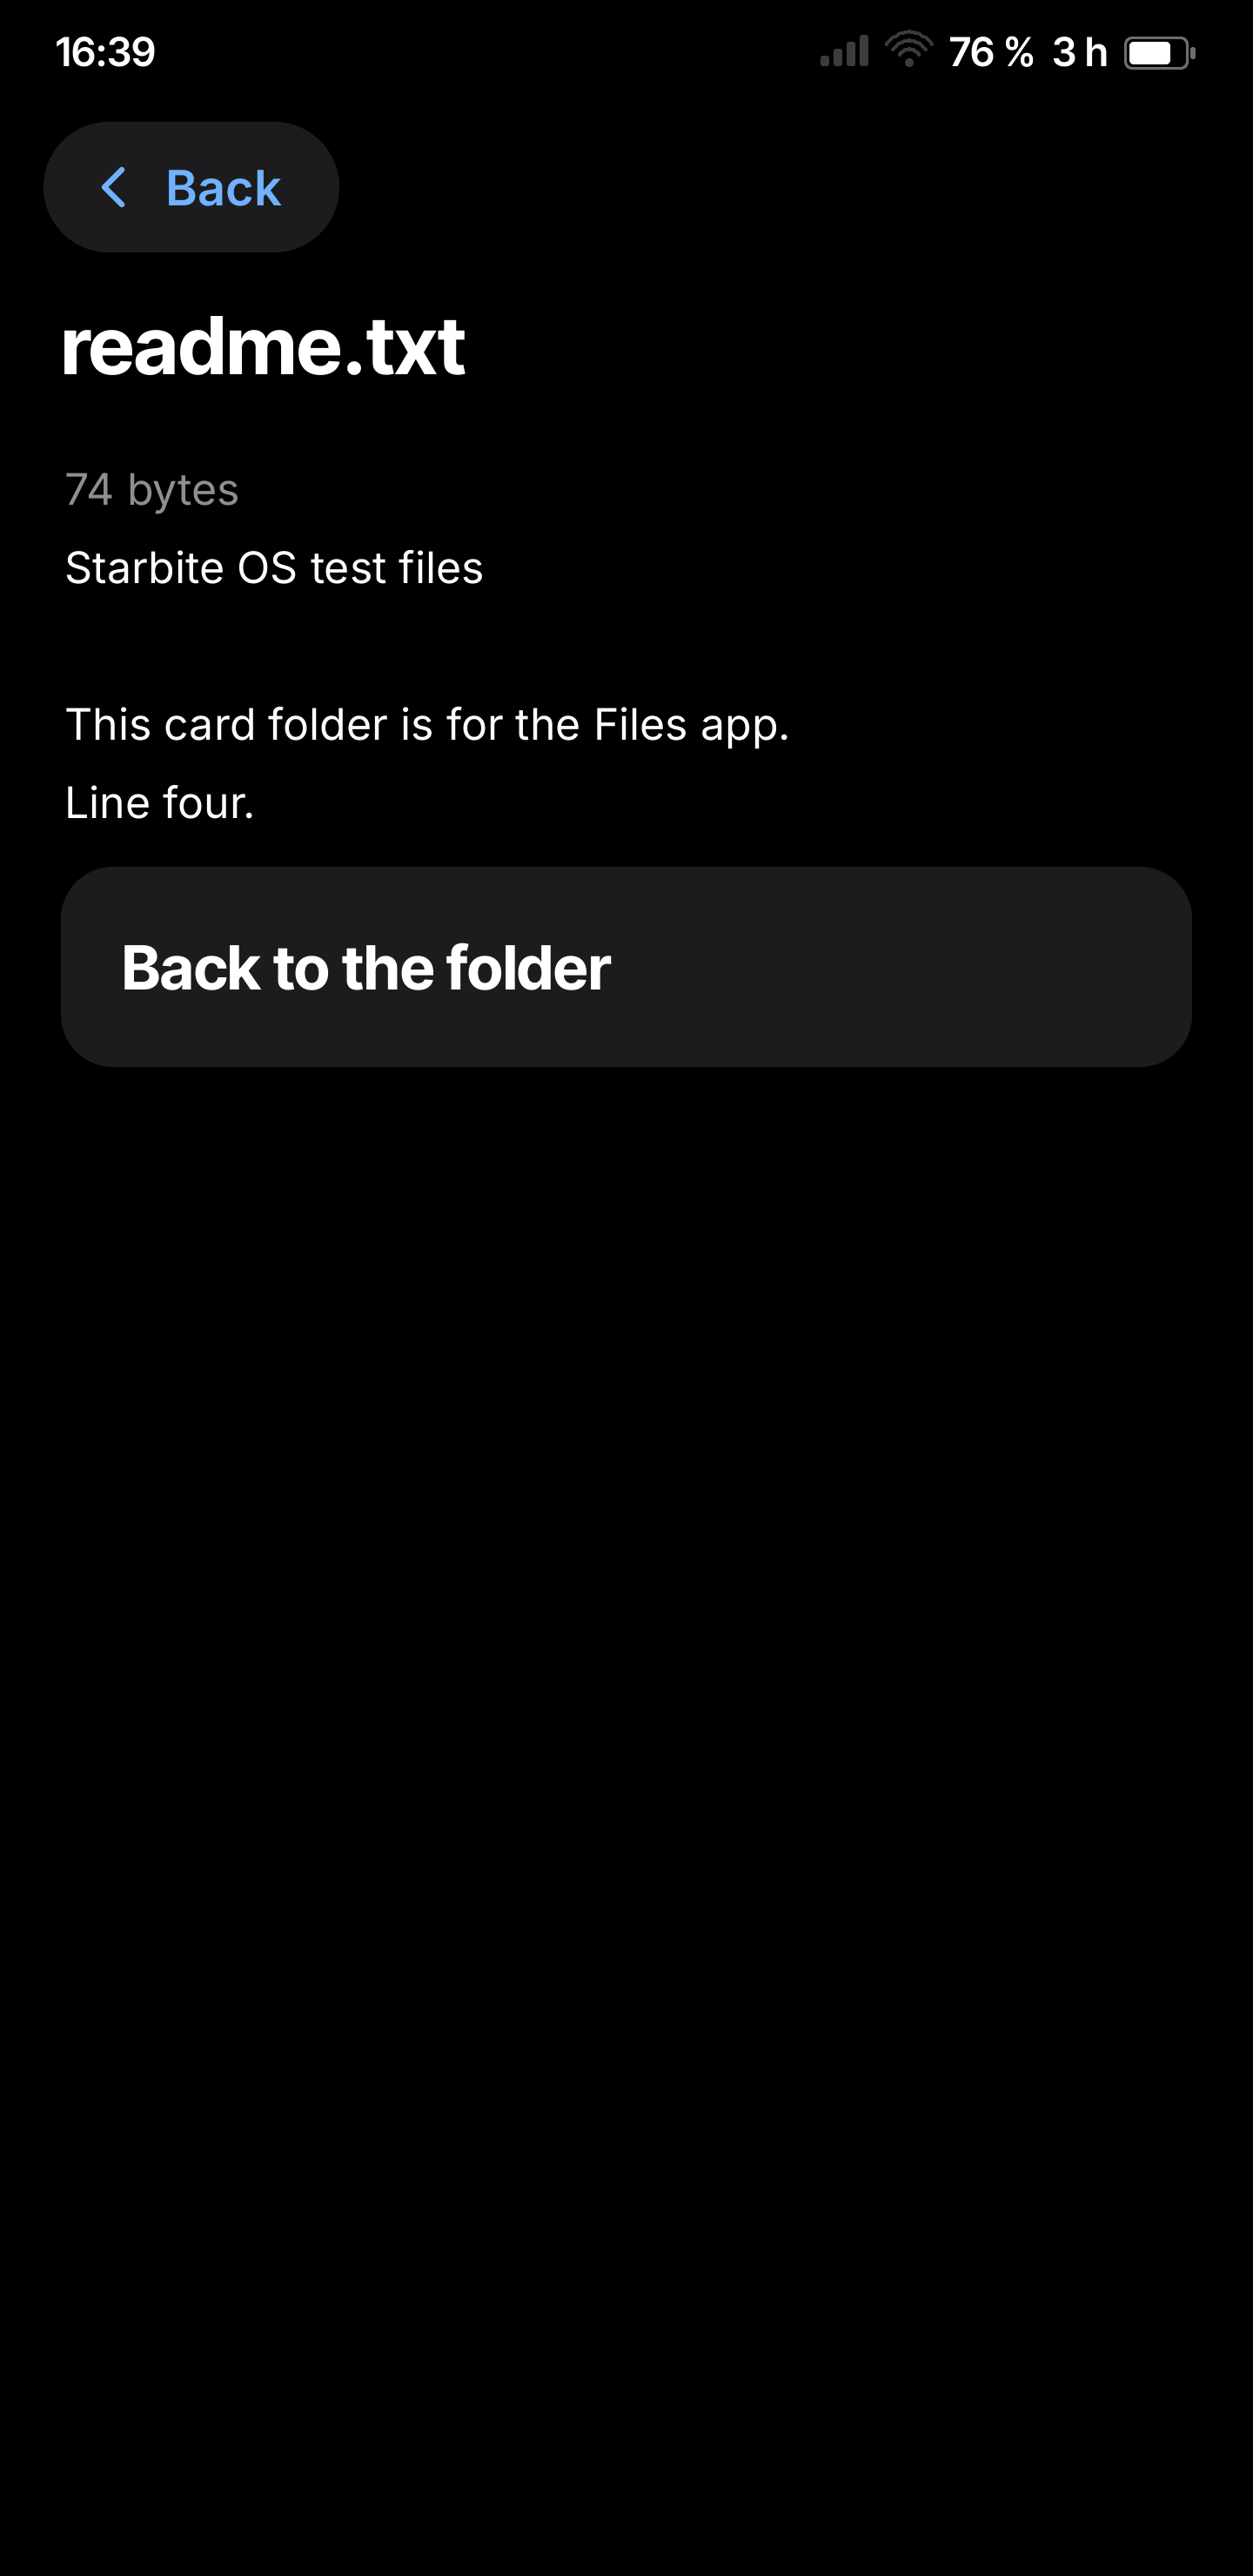 16:39
76 % 3 h
Back
readme.txt
74 bytes
Starbite OS test files
This card folder is for the Files app.
Line four.
Back to the folder